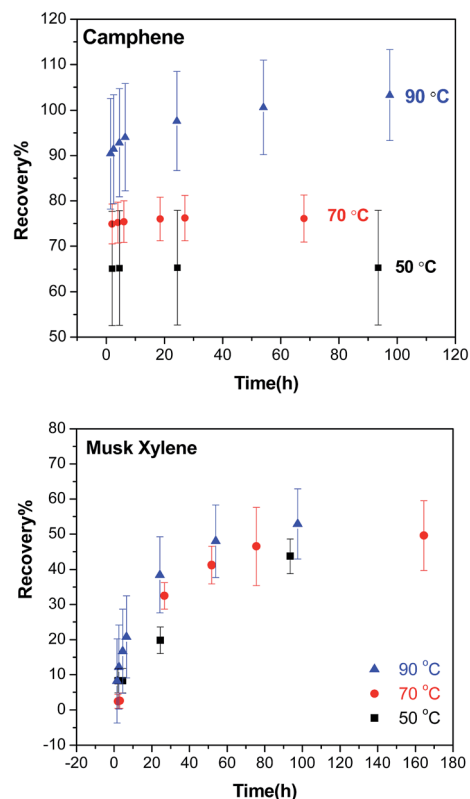 Camphene
120
110
100
90
80
70
60
50
Recovery%
90 °C
70 °C
50 °C
0 20 40 60 80 100 120
Time(h)
Musk Xylene
80
70
60
50
40
30
20
10
0
-10
Recovery%
90 °C
70 °C
50 °C
-20 0 20 40 60 80 100 120 140 160 180
Time(h)